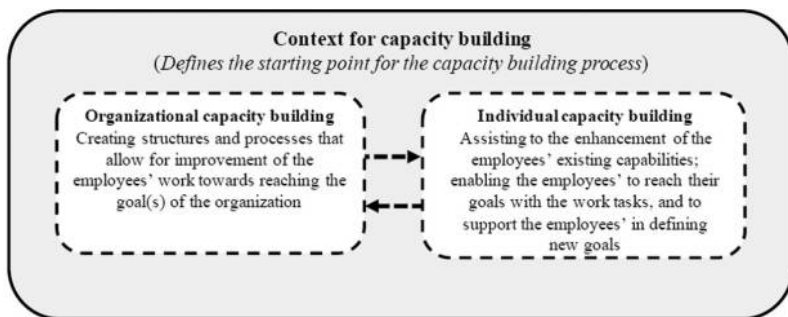 Context for capacity building
(Defines the starting point for the capacity building process)
Organizational capacity building
Creating structures and processes that
allow for improvement of the
employees' work towards reaching the
goal(s) of the organization
Individual capacity building
Assisting to the enhancement of the
employees' existing capabilities;
enabling the employees' to reach their
goals with the work tasks, and to
support the employees' in defining
new goals